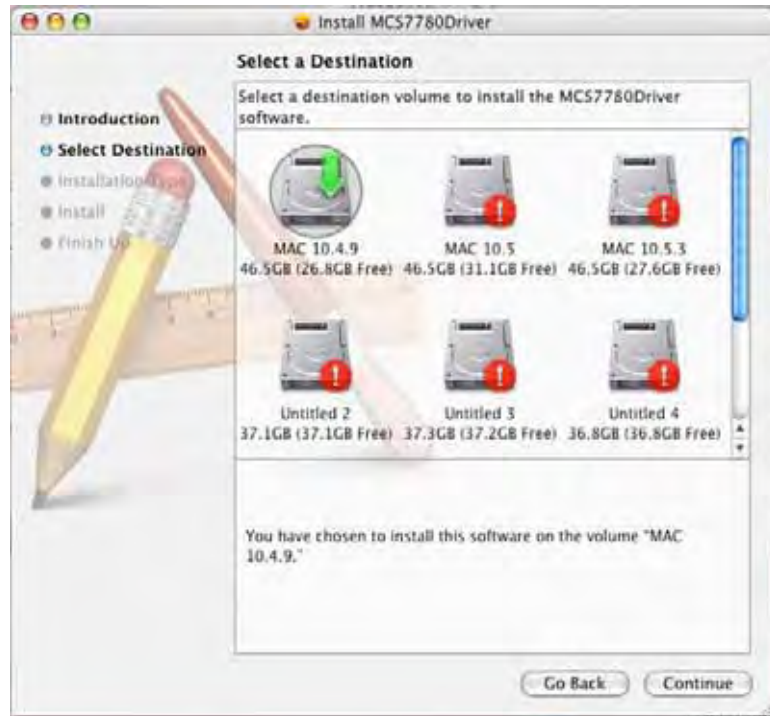 Install MCS7780Driver
Select a Destination
Introduction
Select Destination
Installation Type
Install
Finish Up
Select a destination volume to install the MCS7780Driver
software.
MAC 10.4.9
46.5GB (26.8GB Free)
MAC 10.5
46.5GB (31.1GB Free)
MAC 10.5.3
46.5GB (27.6GB Free)
Untitled 2
37.1GB (37.1GB Free)
Untitled 3
37.3GB (37.2GB Free)
Untitled 4
36.8GB (36.8GB Free)
You have chosen to install this software on the volume "MAC
10.4.9."
Go Back
Continue